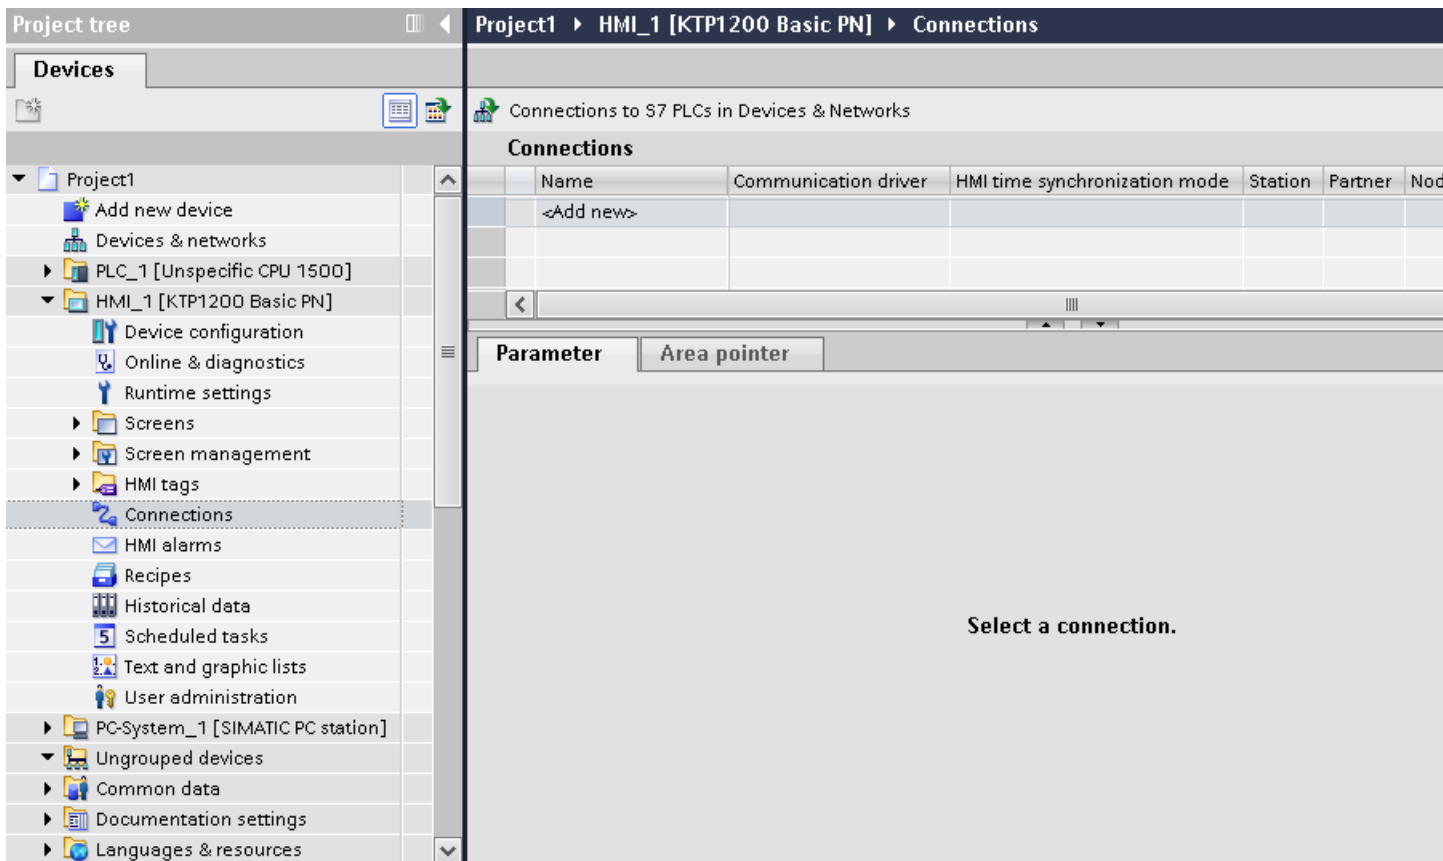 Project tree
Devices
Project1
Add new device
Devices & networks
PLC_1 [Unspecific CPU 1500]
HMI_1 [KTP1200 Basic PN]
Device configuration
Online & diagnostics
Runtime settings
Screens
Screen management
HMI tags
Connections
HMI alarms
Recipes
Historical data
5 Scheduled tasks
Text and graphic lists
User administration
PC-System_1 [SIMATIC PC station]
Ungrouped devices
Common data
Documentation settings
Languages & resources
Project1 HMI_1 [KTP1200 Basic PN] Connections
Connections to S7 PLCs in Devices & Networks
Connections
Name Communication driver HMI time synchronization mode Station Partner Nod
<Add new>
Parameter Area pointer
Select a connection.